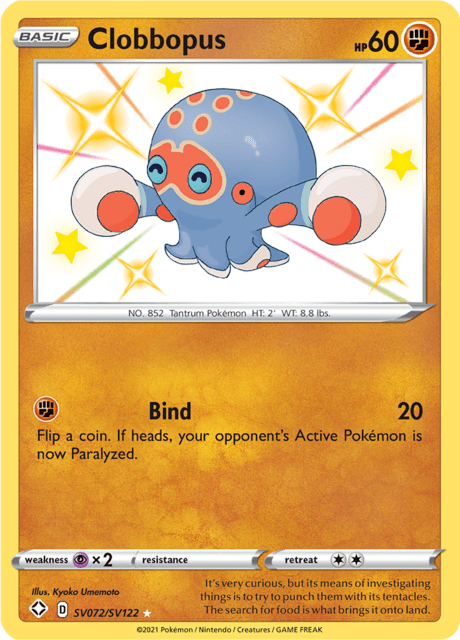 BASIC Clobbopus HP60
NO. 852 Tantrum Pokémon HT: 2' WT: 8.8 lbs.
Bind 20
Flip a coin. If heads, your opponent's Active Pokémon is
now Paralyzed.
weakness ×2 resistance retreat
Illus. Kyoko Umemoto
D SV072/SV122
It's very curious, but its means of investigating
things is to try to punch them with its tentacles.
The search for food is what brings it onto land.
©2021 Pokémon / Nintendo / Creatures / GAME FREAK